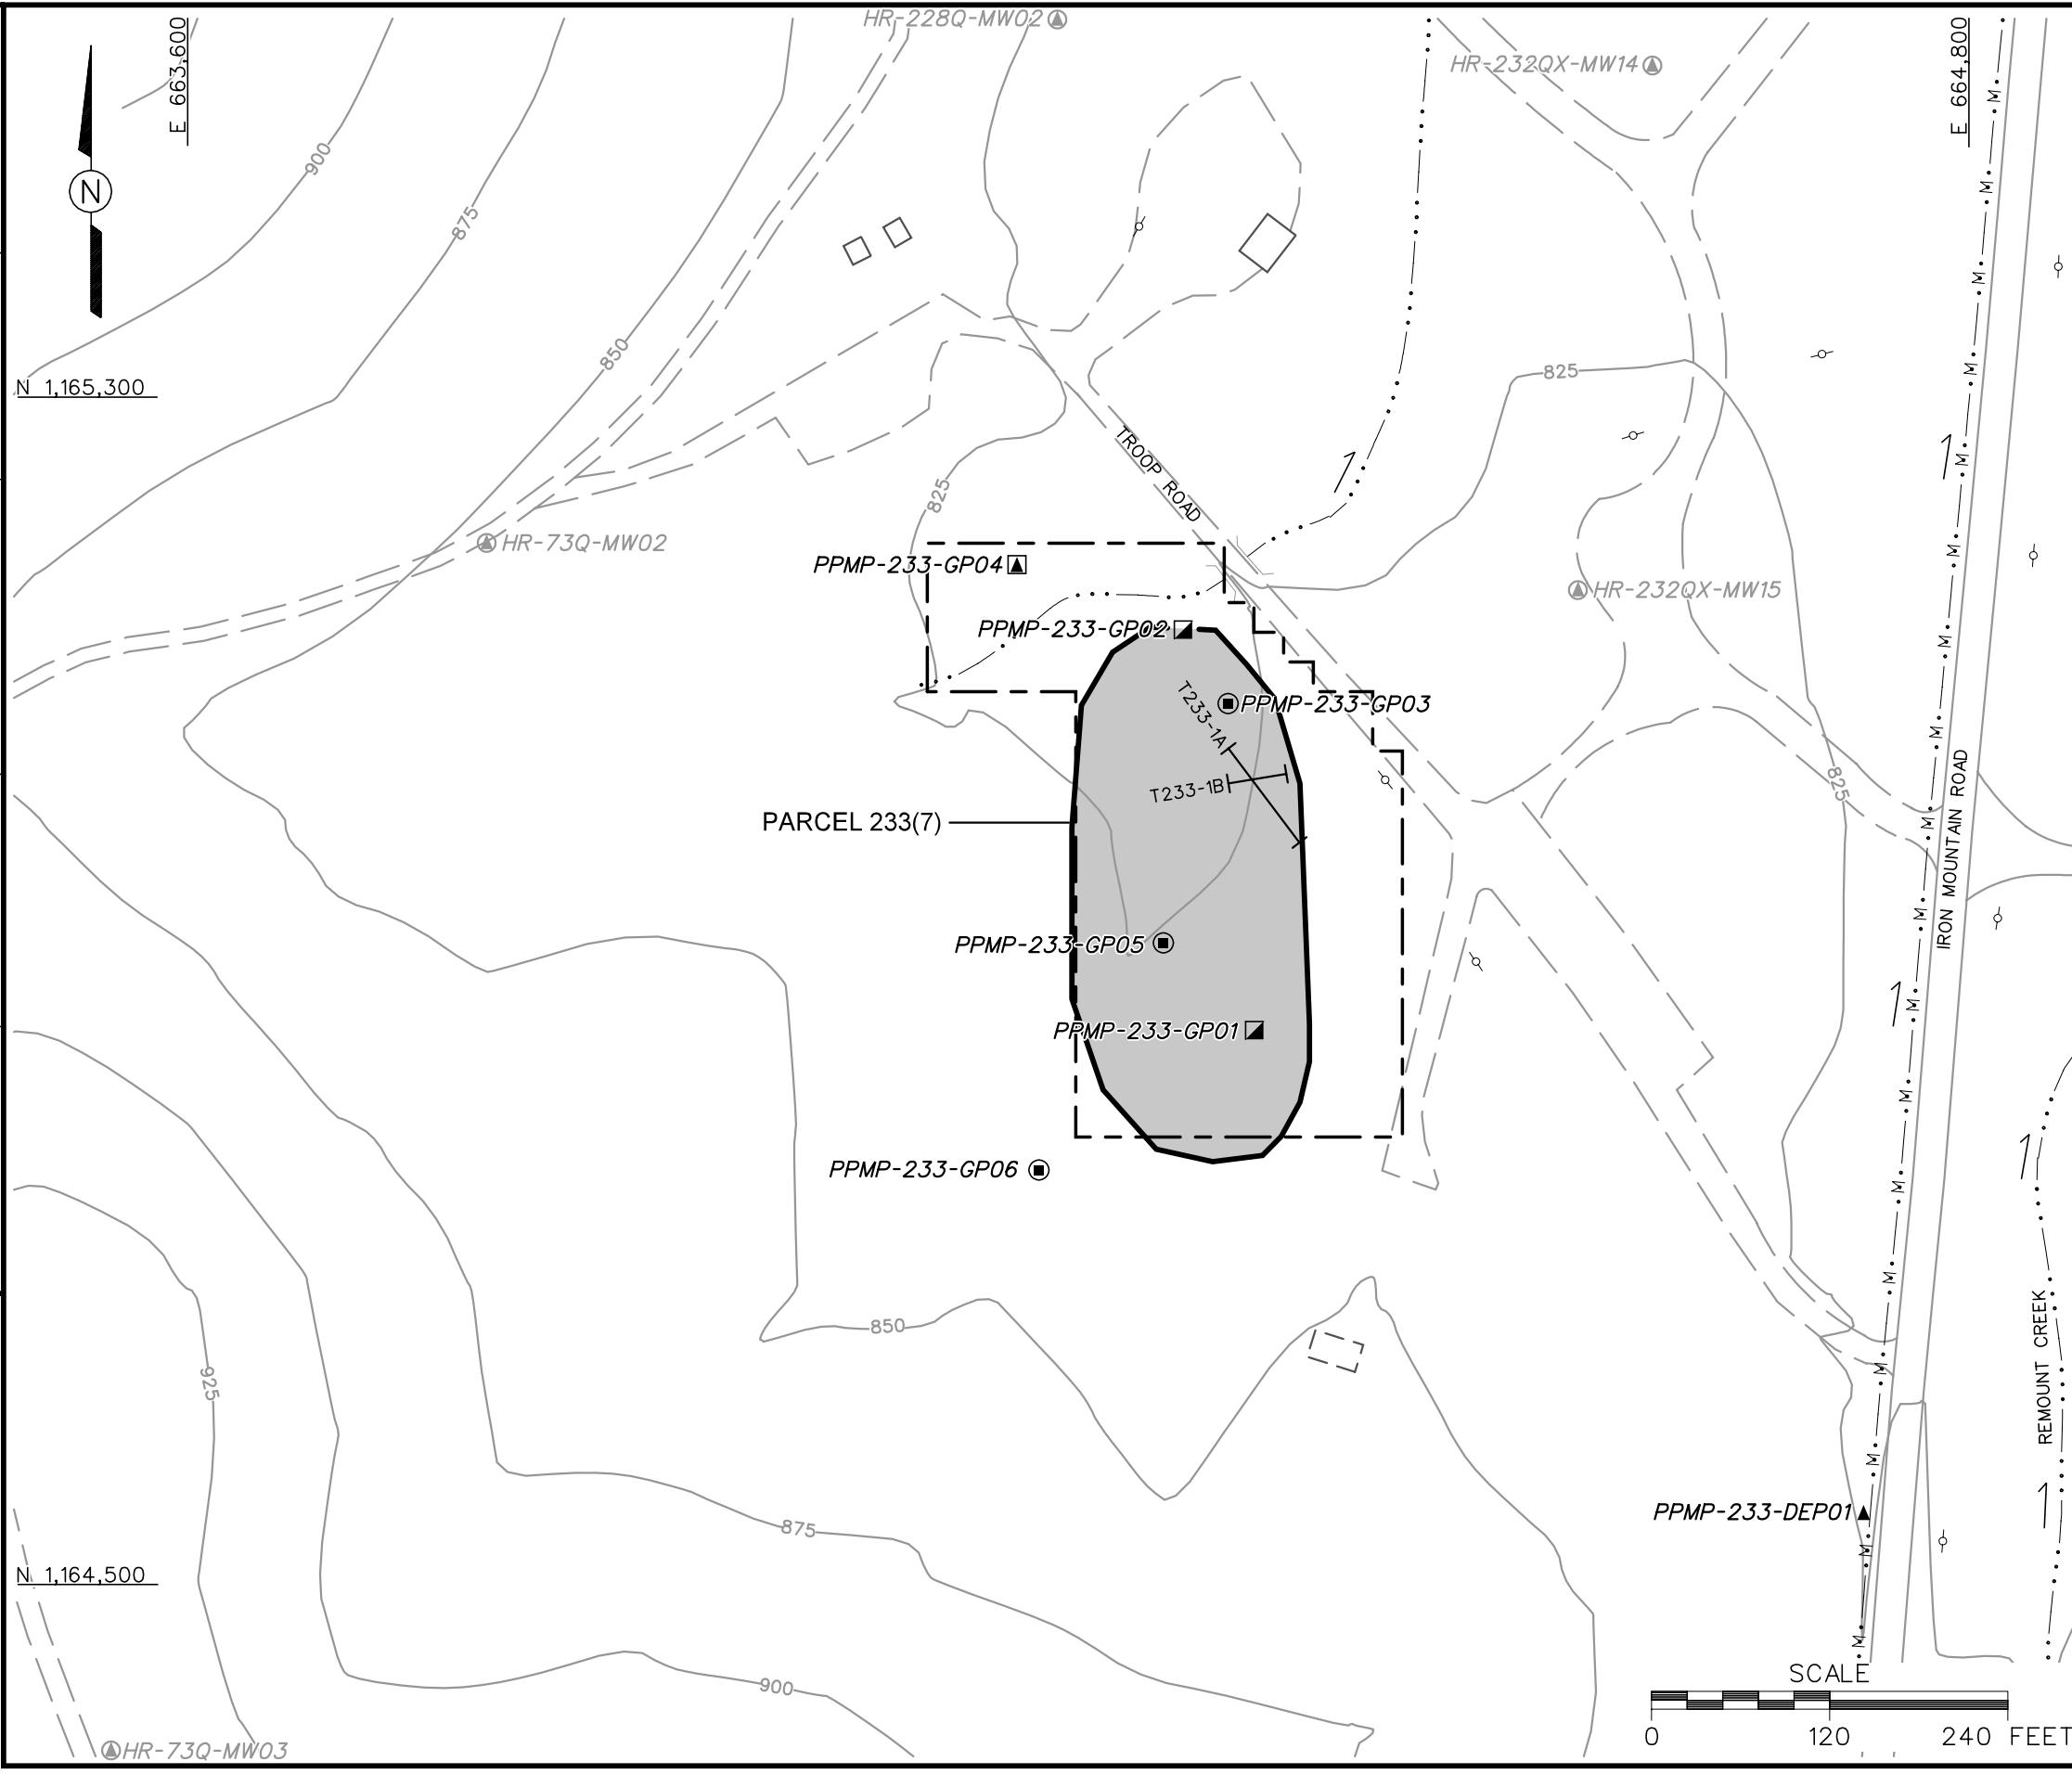 HR-228Q-MW02
E 663,600
E 664,800
HR-232QX-MW14
M
N
900
875
850
825
N 1,165,300
TROOP ROAD
825
HR-73Q-MW02
PPMP-233-GP04
HR-232QX-MW15
PPMP-233-GP02
PPMP-233-GP03
T233-1A
T233-1B
825
PARCEL 233(7)
IRON MOUNTAIN ROAD
PPMP-233-GP05
PPMP-233-GP01
PPMP-233-GP06
850
925
REMOUNT CREEK
875
PPMP-233-DEP01
N 1,164,500
900
SCALE
0 120 240 FEET
HR-73Q-MW03